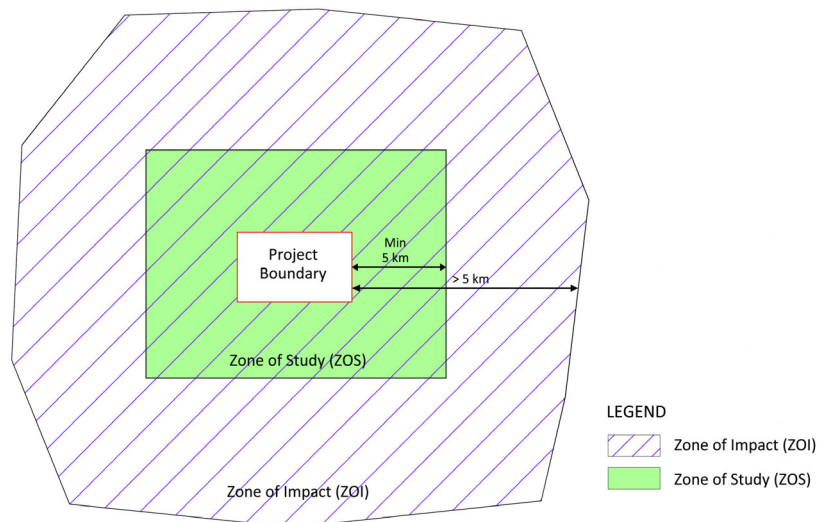 Project
Boundary
Min
5 km
> 5 km
Zone of Study (ZOS)
Zone of Impact (ZOI)
LEGEND
Zone of Impact (ZOI)
Zone of Study (ZOS)